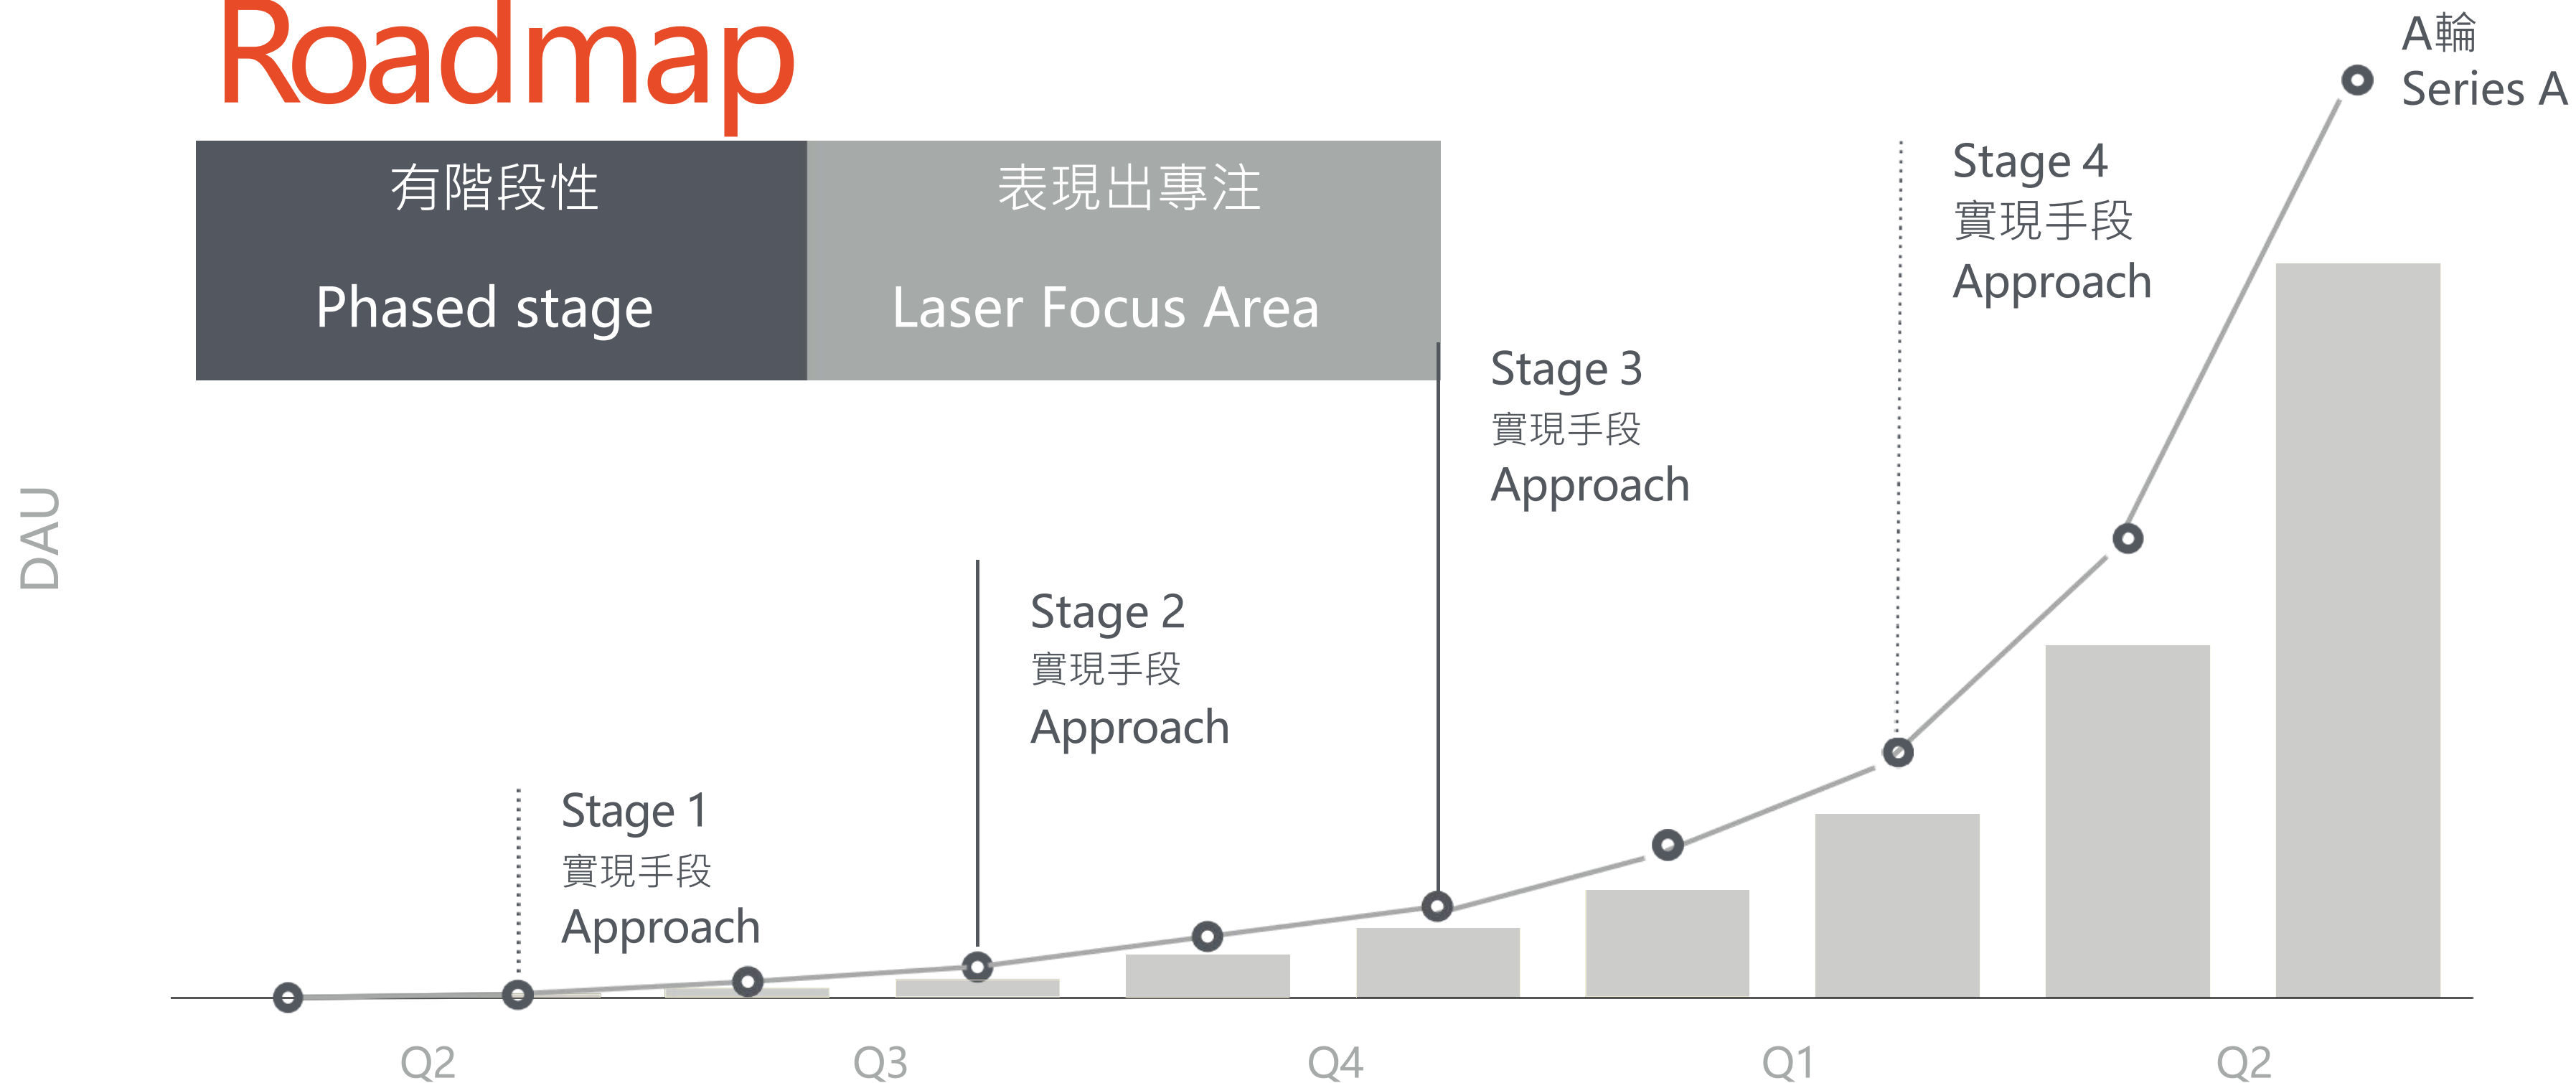 Roadmap
有階段性
Phased stage
表現出專注
Laser Focus Area
A輪
Series A
Stage 4
實現手段
Approach
Stage 3
實現手段
Approach
Stage 2
實現手段
Approach
Stage 1
實現手段
Approach
DAU
Q2
Q3
Q4
Q1
Q2